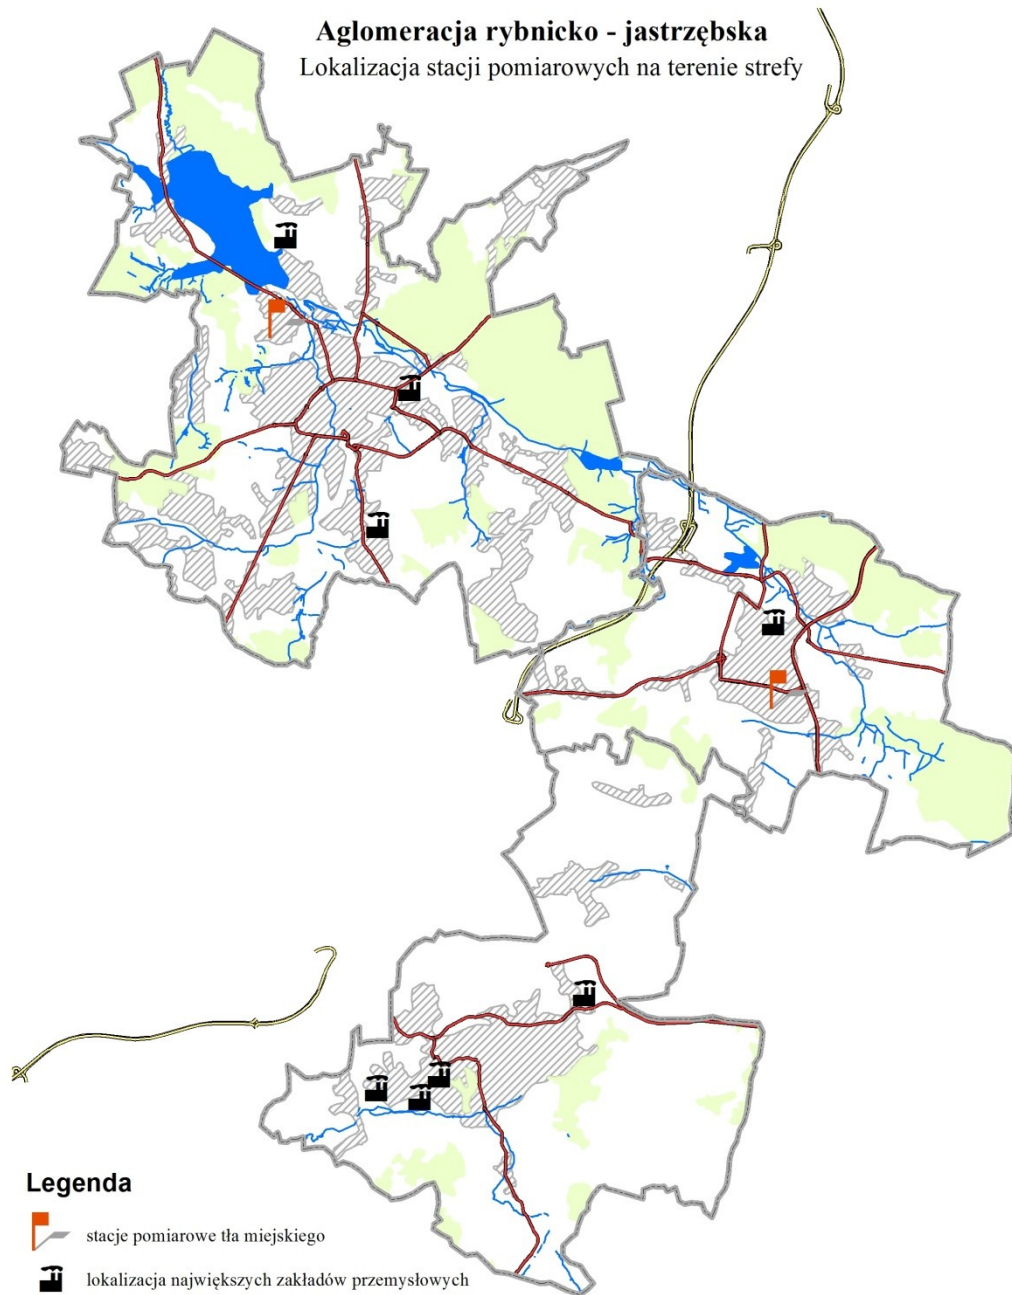 Aglomeracja rybnicko - jastrzębska
Lokalizacja stacji pomiarowych na terenie strefy
Legenda
stacje pomiarowe tła miejskiego
lokalizacja największych zakładów przemysłowych